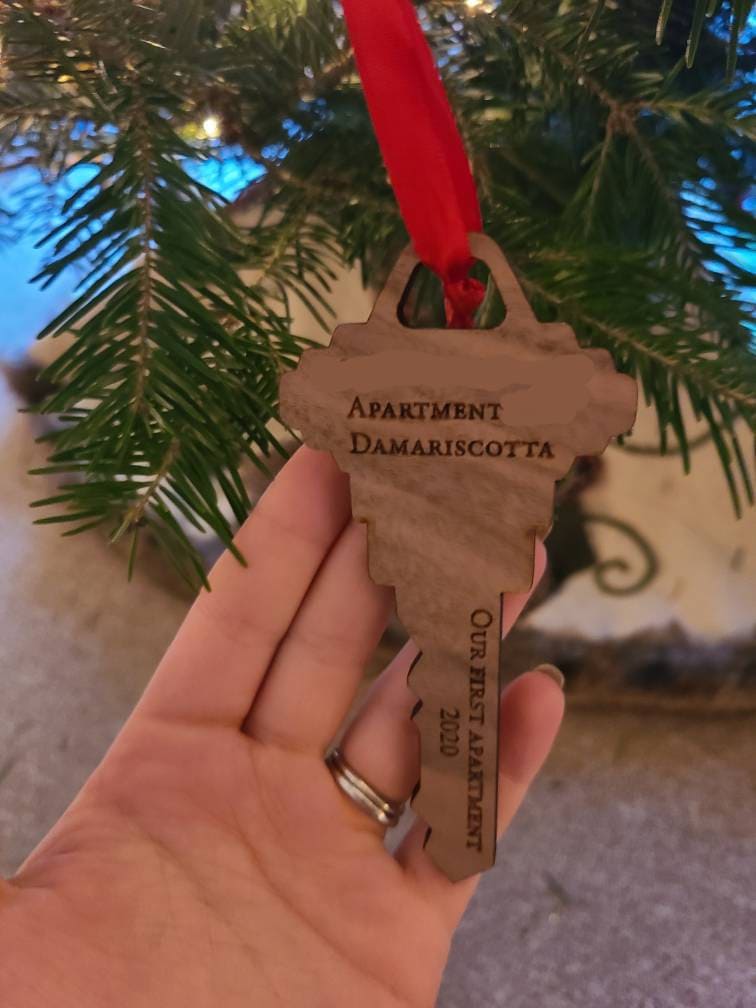 Apartment
Damariscotta
Our first apartment
2020